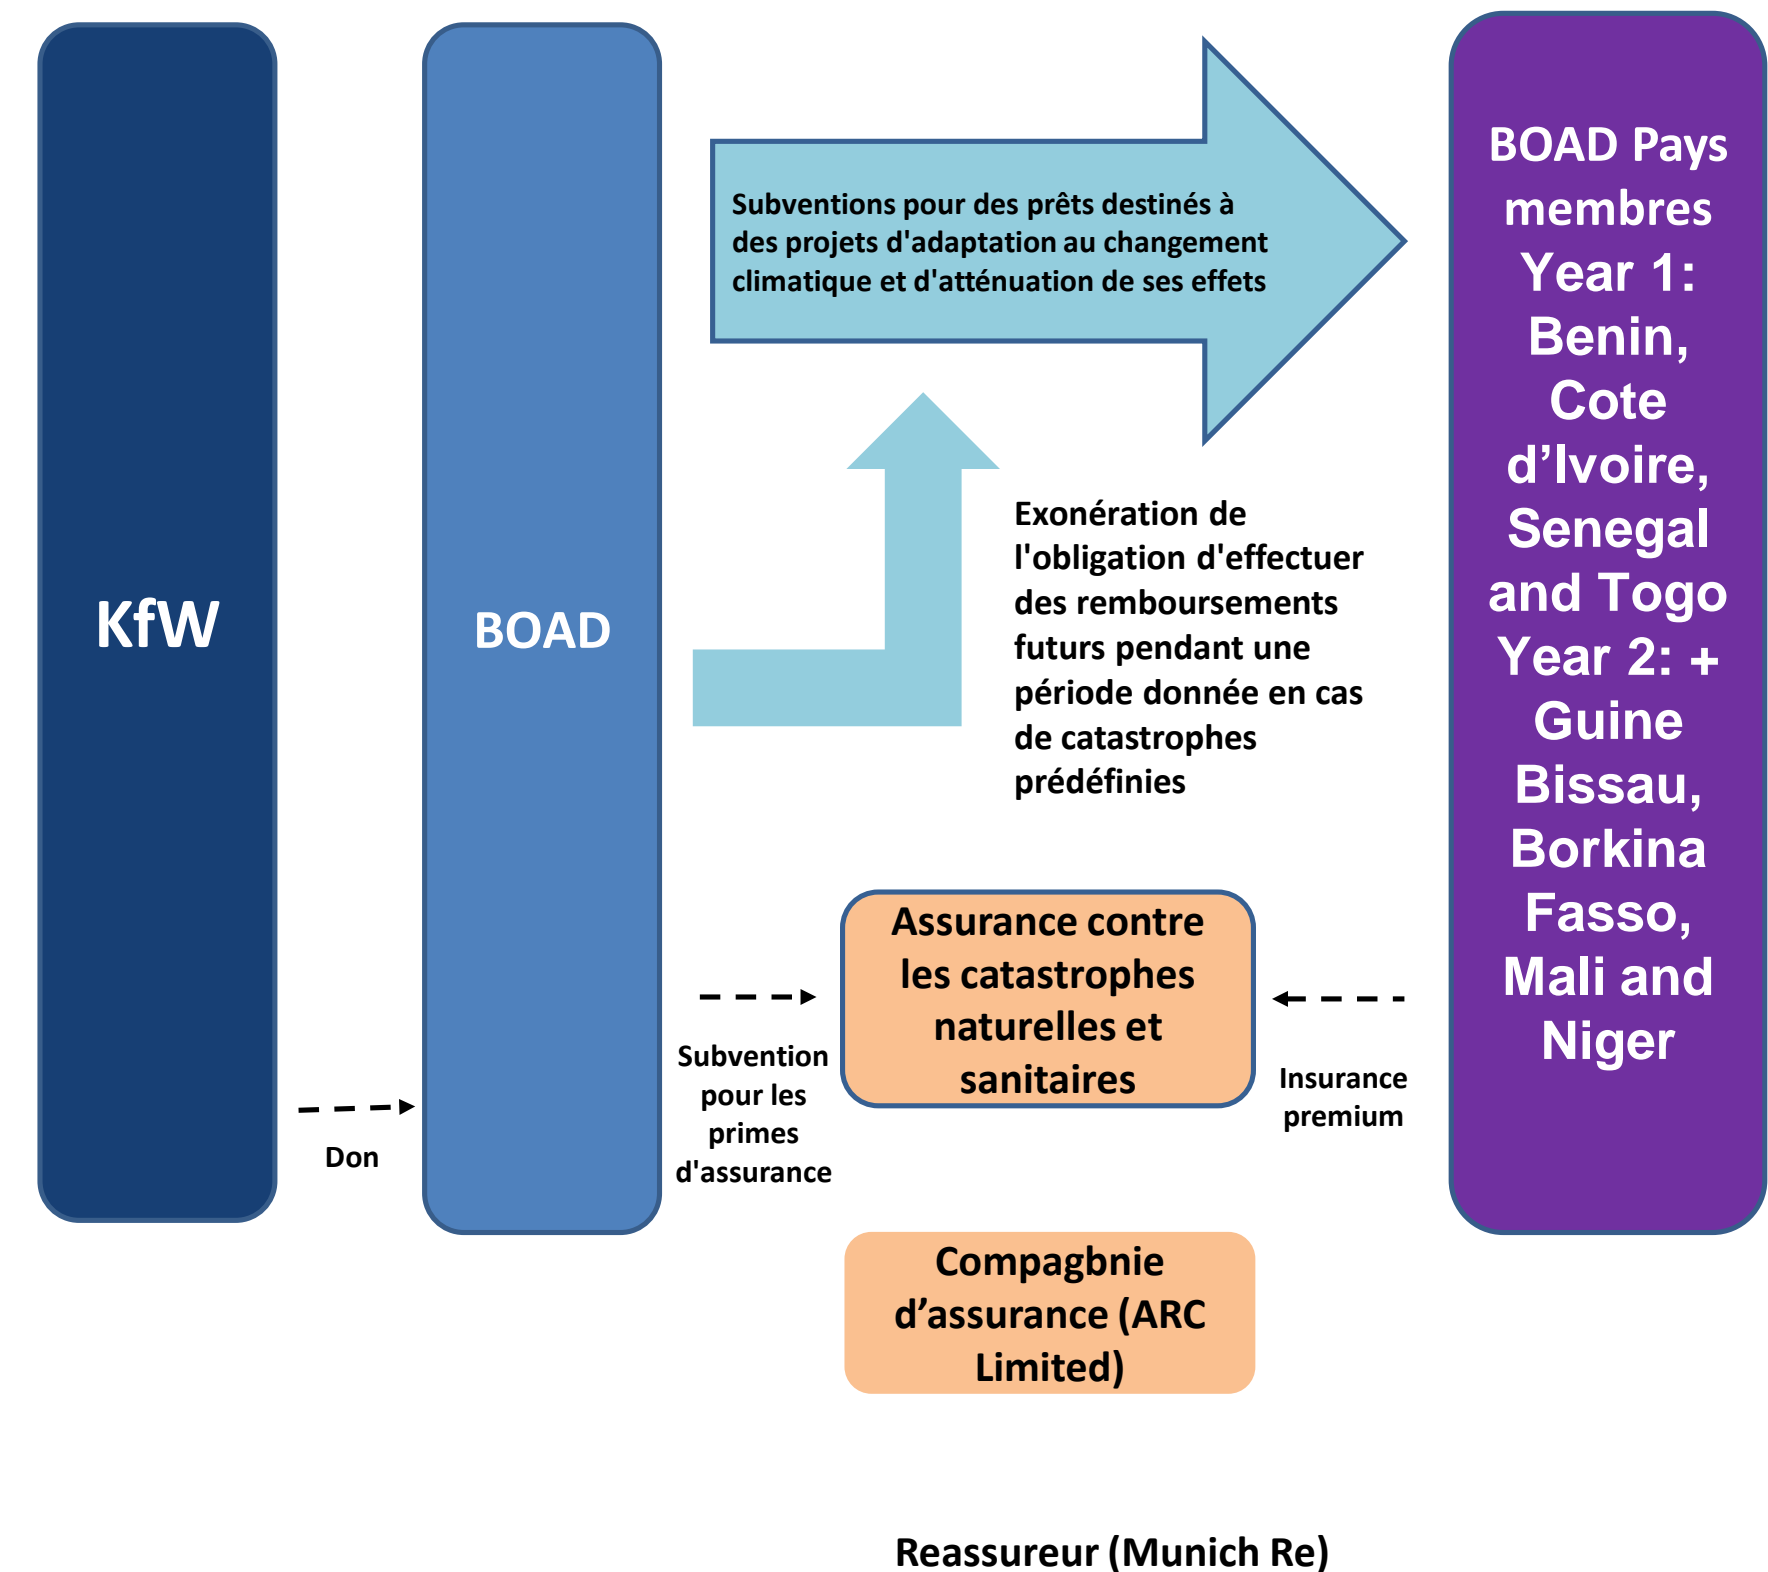 KfW
BOAD
Subventions pour des prêts destinés à
des projets d'adaptation au changement
climatique et d'atténuation de ses effets
Exonération de
l'obligation d'effectuer
des remboursements
futurs pendant une
période donnée en cas
de catastrophes
prédéfinies
BOAD Pays
membres
Year 1:
Benin,
Cote
d’Ivoire,
Senegal
and Togo
Year 2: +
Guine
Bissau,
Borkina
Fasso,
Mali and
Niger
Don
Subvention
pour les
primes
d'assurance
Assurance contre
les catastrophes
naturelles et
sanitaires
Insurance
premium
Compagbnie
d’assurance (ARC
Limited)
Reassureur (Munich Re)